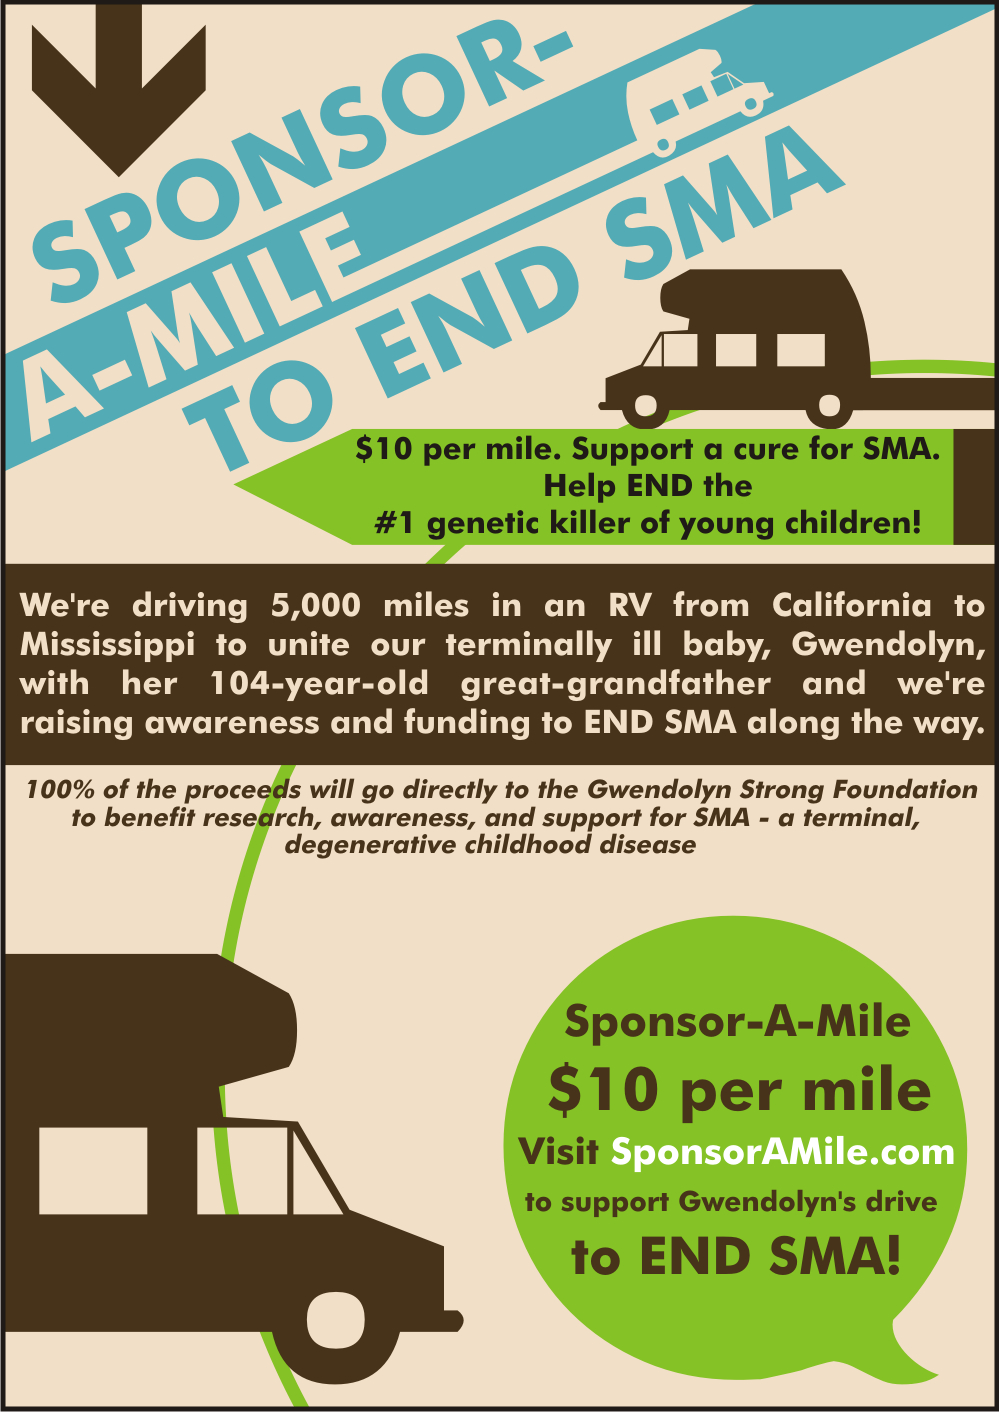 SPONSOR-
A-MILE
TO END SMA
$10 per mile. Support a cure for SMA.
Help END the
#1 genetic killer of young children!
We're driving 5,000 miles in an RV from California to
Mississippi to unite our terminally ill baby, Gwendolyn,
with her 104-year-old great-grandfather and we're
raising awareness and funding to END SMA along the way.
100% of the proceeds will go directly to the Gwendolyn Strong Foundation
to benefit research, awareness, and support for SMA - a terminal,
degenerative childhood disease
Sponsor-A-Mile
$10 per mile
Visit SponsorAMile.com
to support Gwendolyn's drive
to END SMA!